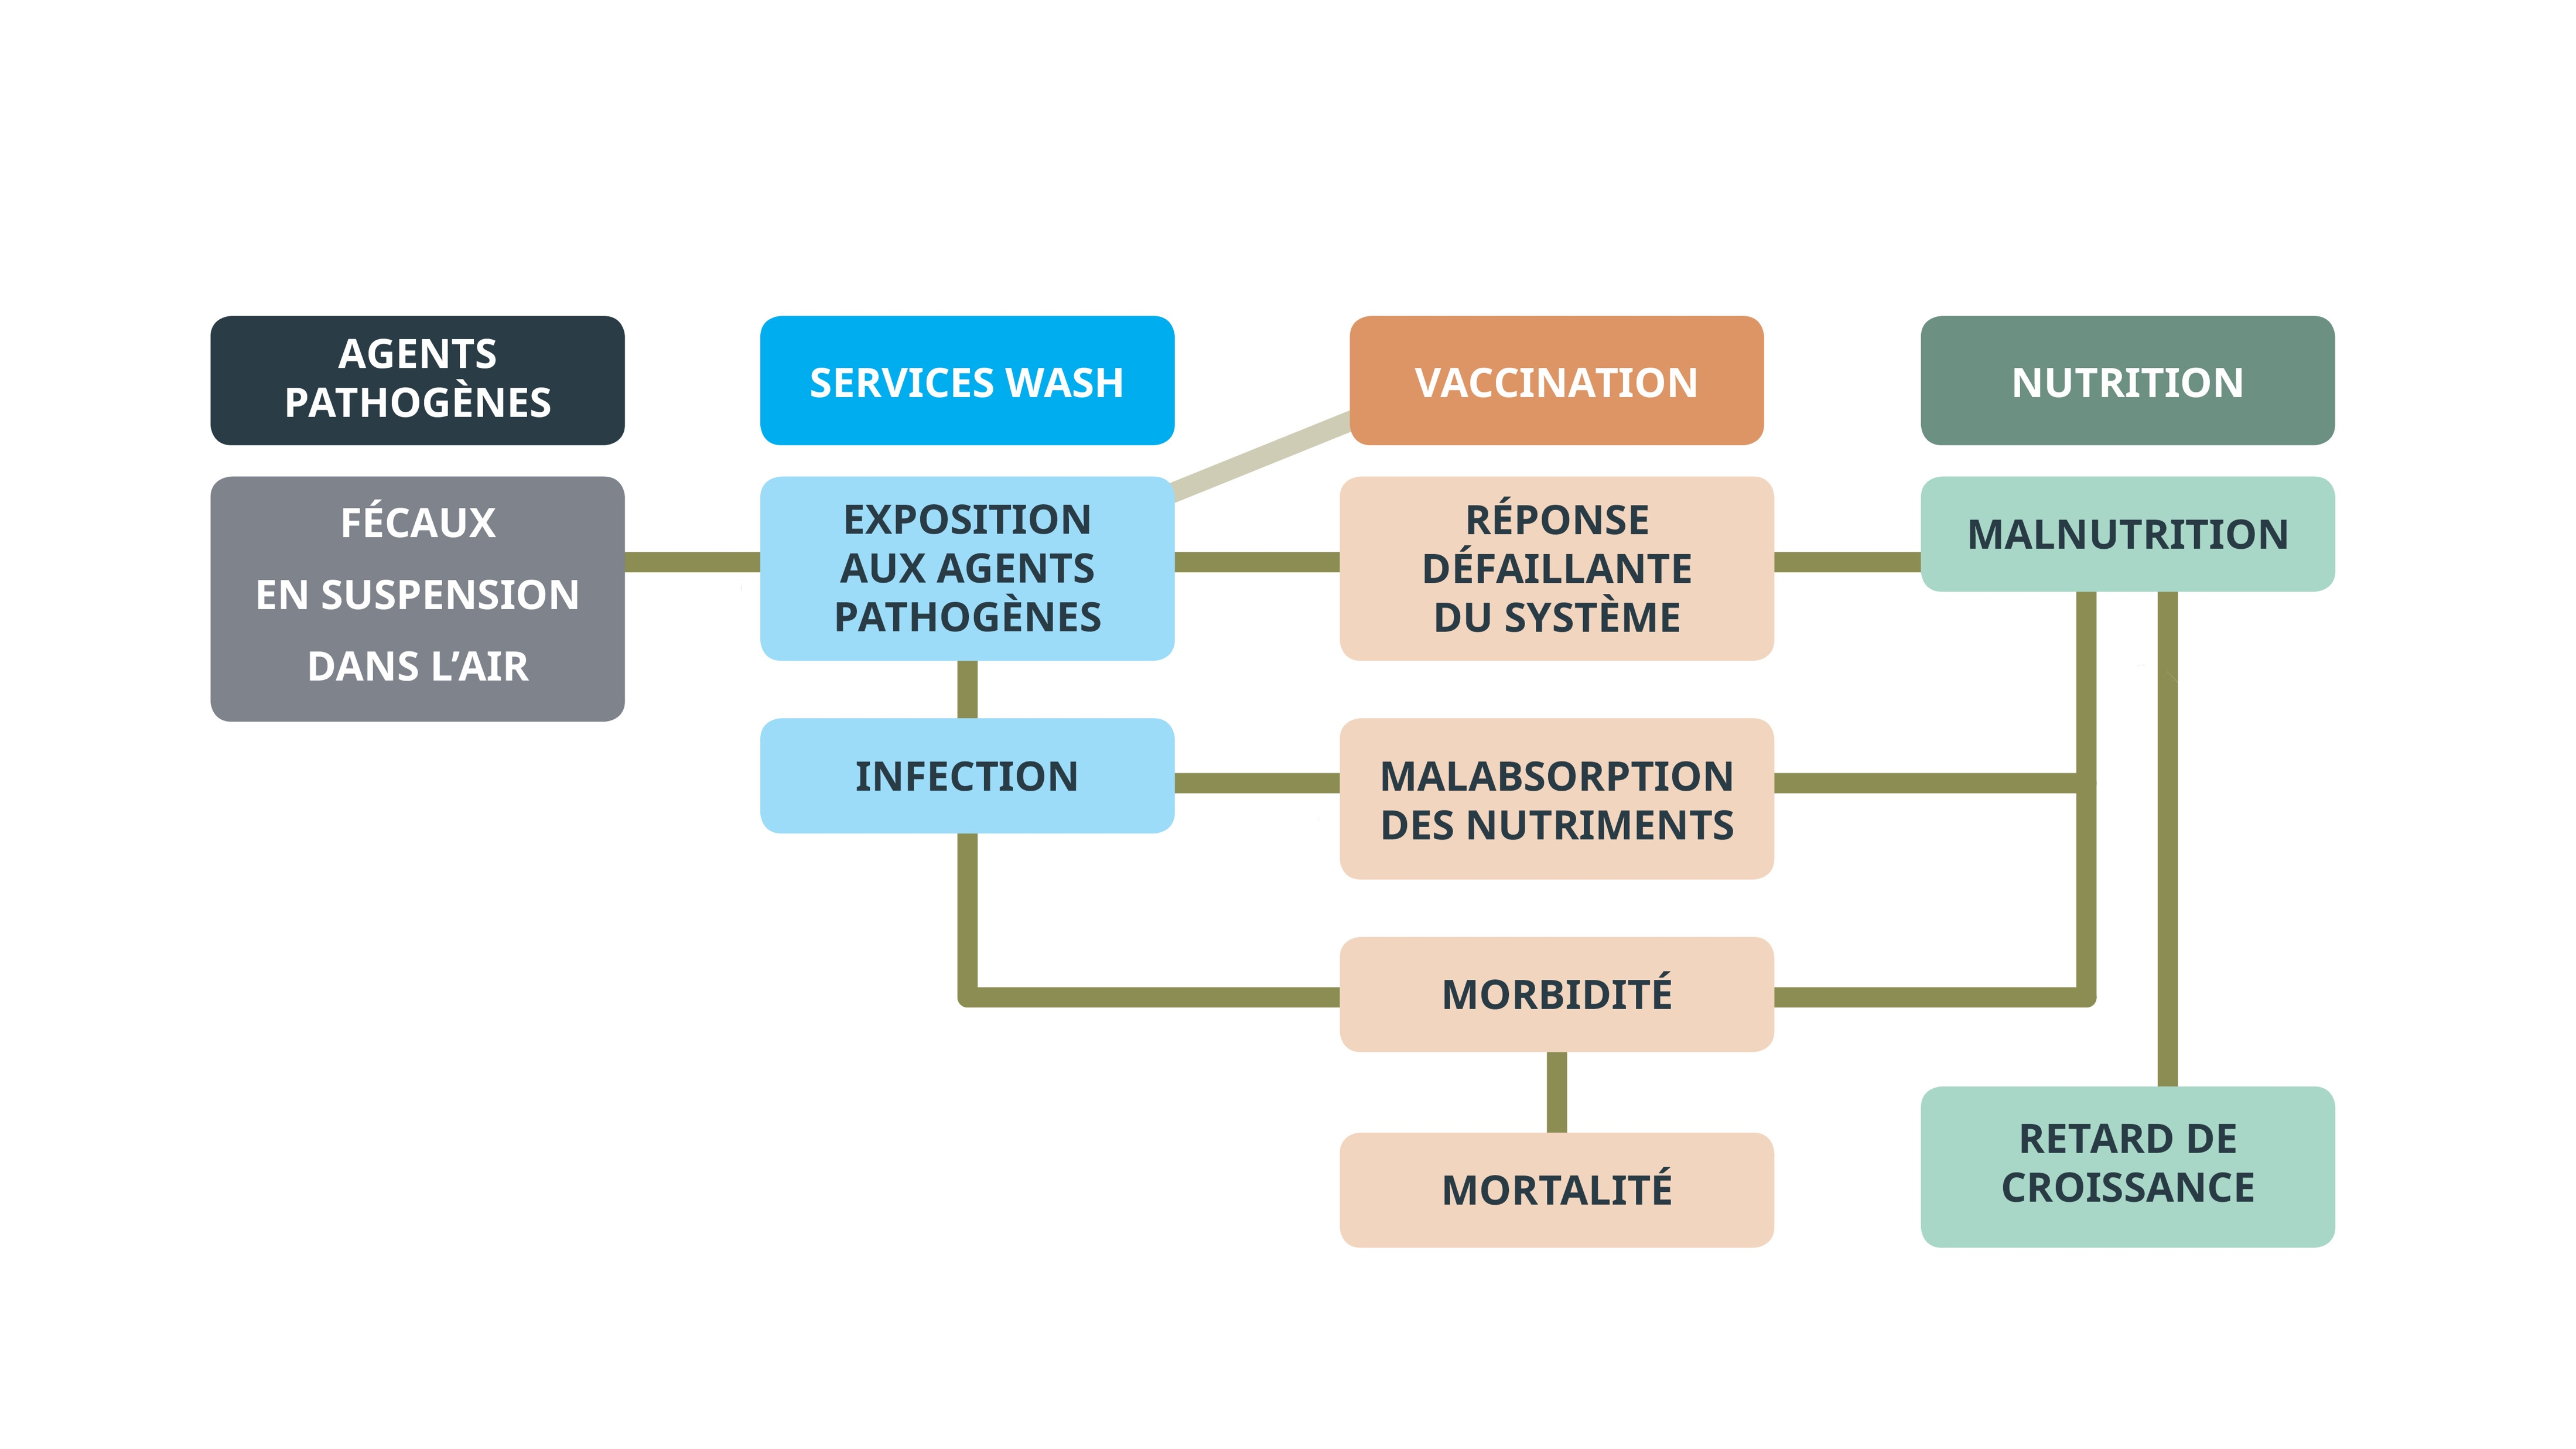 AGENTS
PATHOGÈNES
SERVICES WASH
VACCINATION
NUTRITION
FÉCAUX
EN SUSPENSION
DANS L’AIR
EXPOSITION
AUX AGENTS
PATHOGÈNES
RÉPONSE
DÉFAILLANTE
DU SYSTÈME
MALNUTRITION
INFECTION
MALABSORPTION
DES NUTRIMENTS
MORBIDITÉ
MORTALITÉ
RETARD DE
CROISSANCE